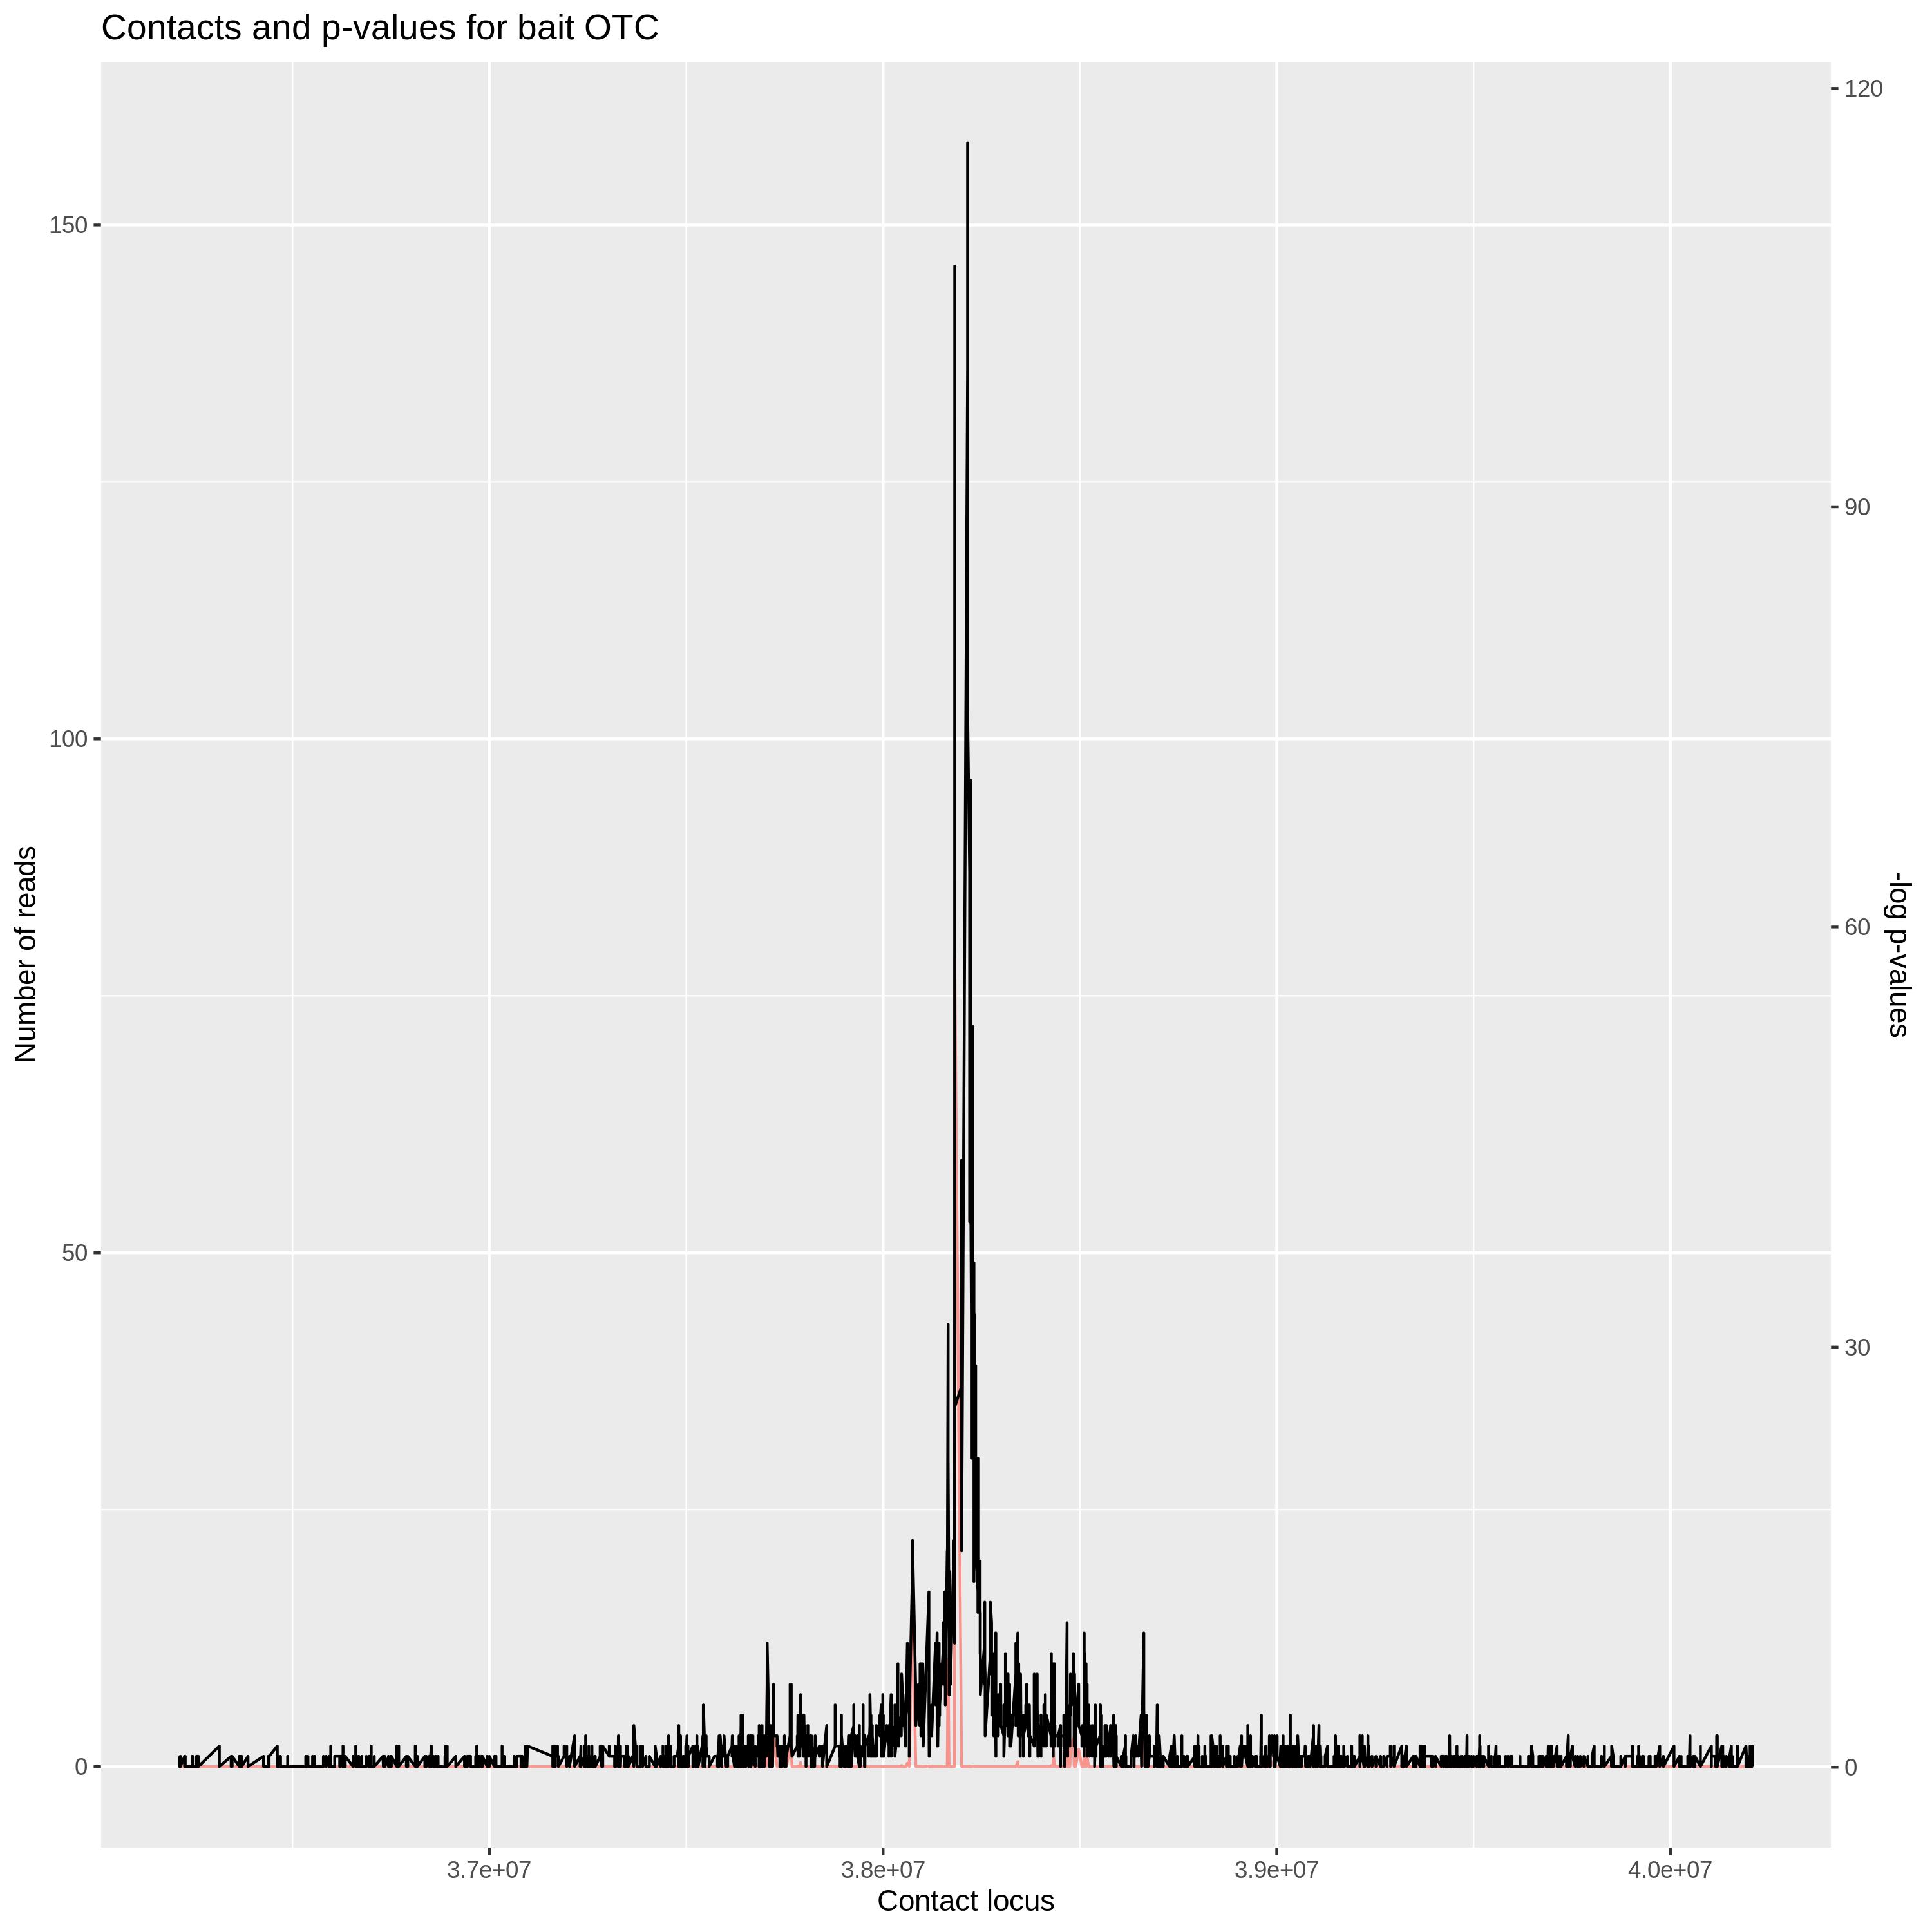 Contacts and p-values for bait OTC
150
100
50
0
Number of reads
120
90
60
30
0
-log p-values
3.7e+07
3.8e+07
3.9e+07
4.0e+07
Contact locus